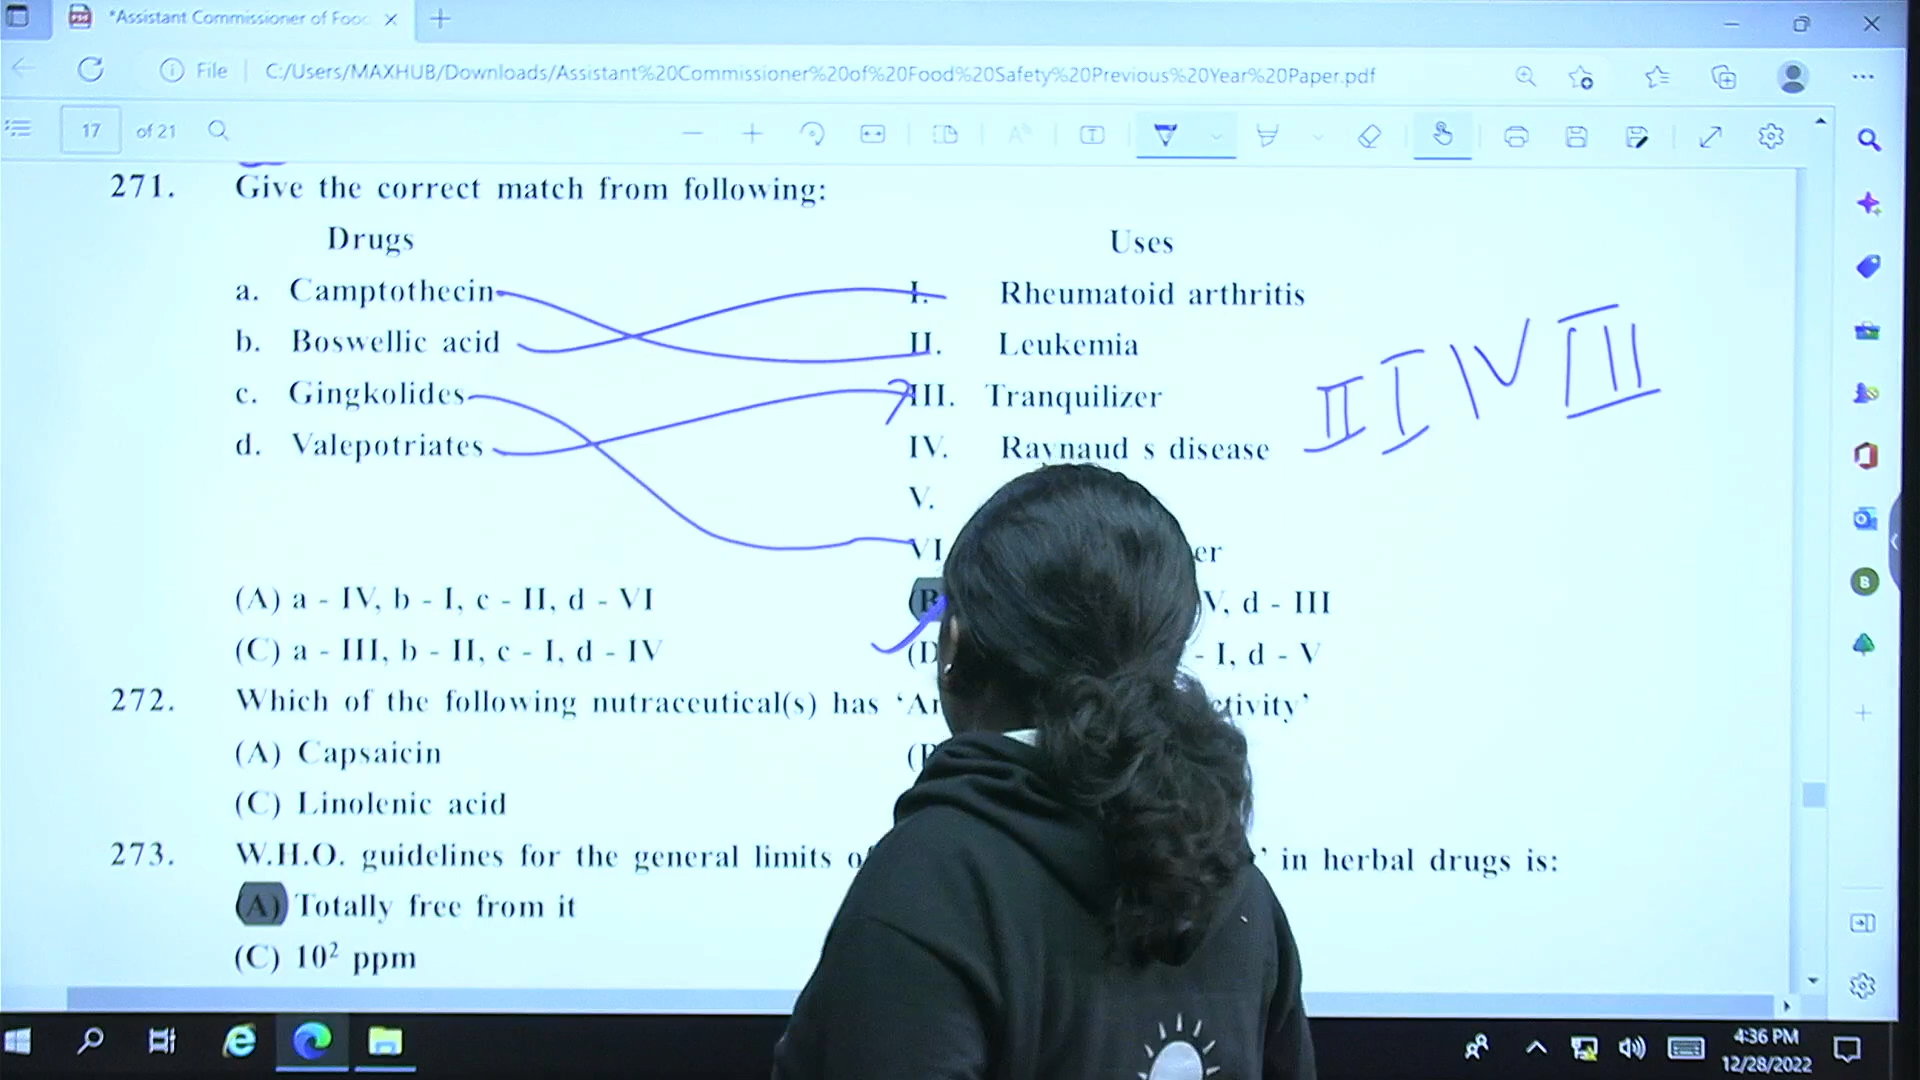 *Assistant Commissioner of Foo
File C:/Users/MAXHUB/Downloads/Assistant%20Commissioner%20of%20Food%20Safety%20Previous%20Year%20Paper.pdf
17 of 21
271. Give the correct match from following:
Drugs Uses
a. Camptothecin I. Rheumatoid arthritis
b. Boswellic acid II. Leukemia
c. Gingkolides III. Tranquilizer
d. Valepotriates IV. Raynaud s disease
II I IV III
V.
VI er
(A) a - IV, b - I, c - II, d - VI (B V, d - III
(C) a - III, b - II, c - I, d - IV (D - I, d - V
272. Which of the following nutraceutical(s) has ‘An tivity’
(A) Capsaicin (B
(C) Linolenic acid
273. W.H.O. guidelines for the general limits o ’ in herbal drugs is:
(A) Totally free from it
(C) 10² ppm
4:36 PM
12/28/2022